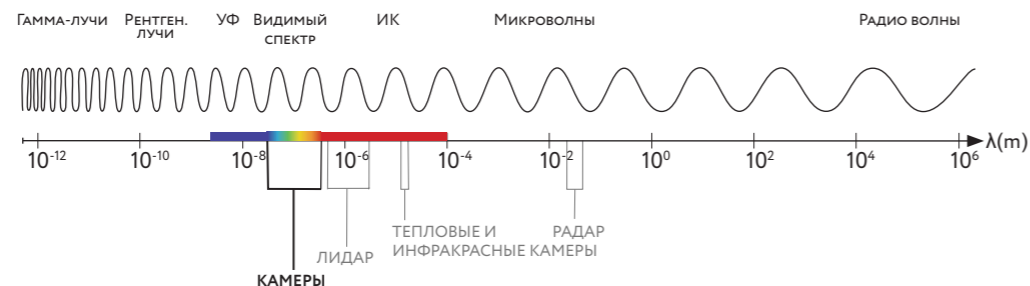 Гамма-лучи
Рентген.
лучи
УФ
Видимый
спектр
ИК
Микроволны
Радио волны
10⁻¹² 10⁻¹⁰ 10⁻⁸ 10⁻⁶ 10⁻⁴ 10⁻² 10⁰ 10² 10⁴ 10⁶ λ(m)
ТЕПЛОВЫЕ И
ИНФРАКРАСНЫЕ КАМЕРЫ
РАДАР
ЛИДАР
КАМЕРЫ